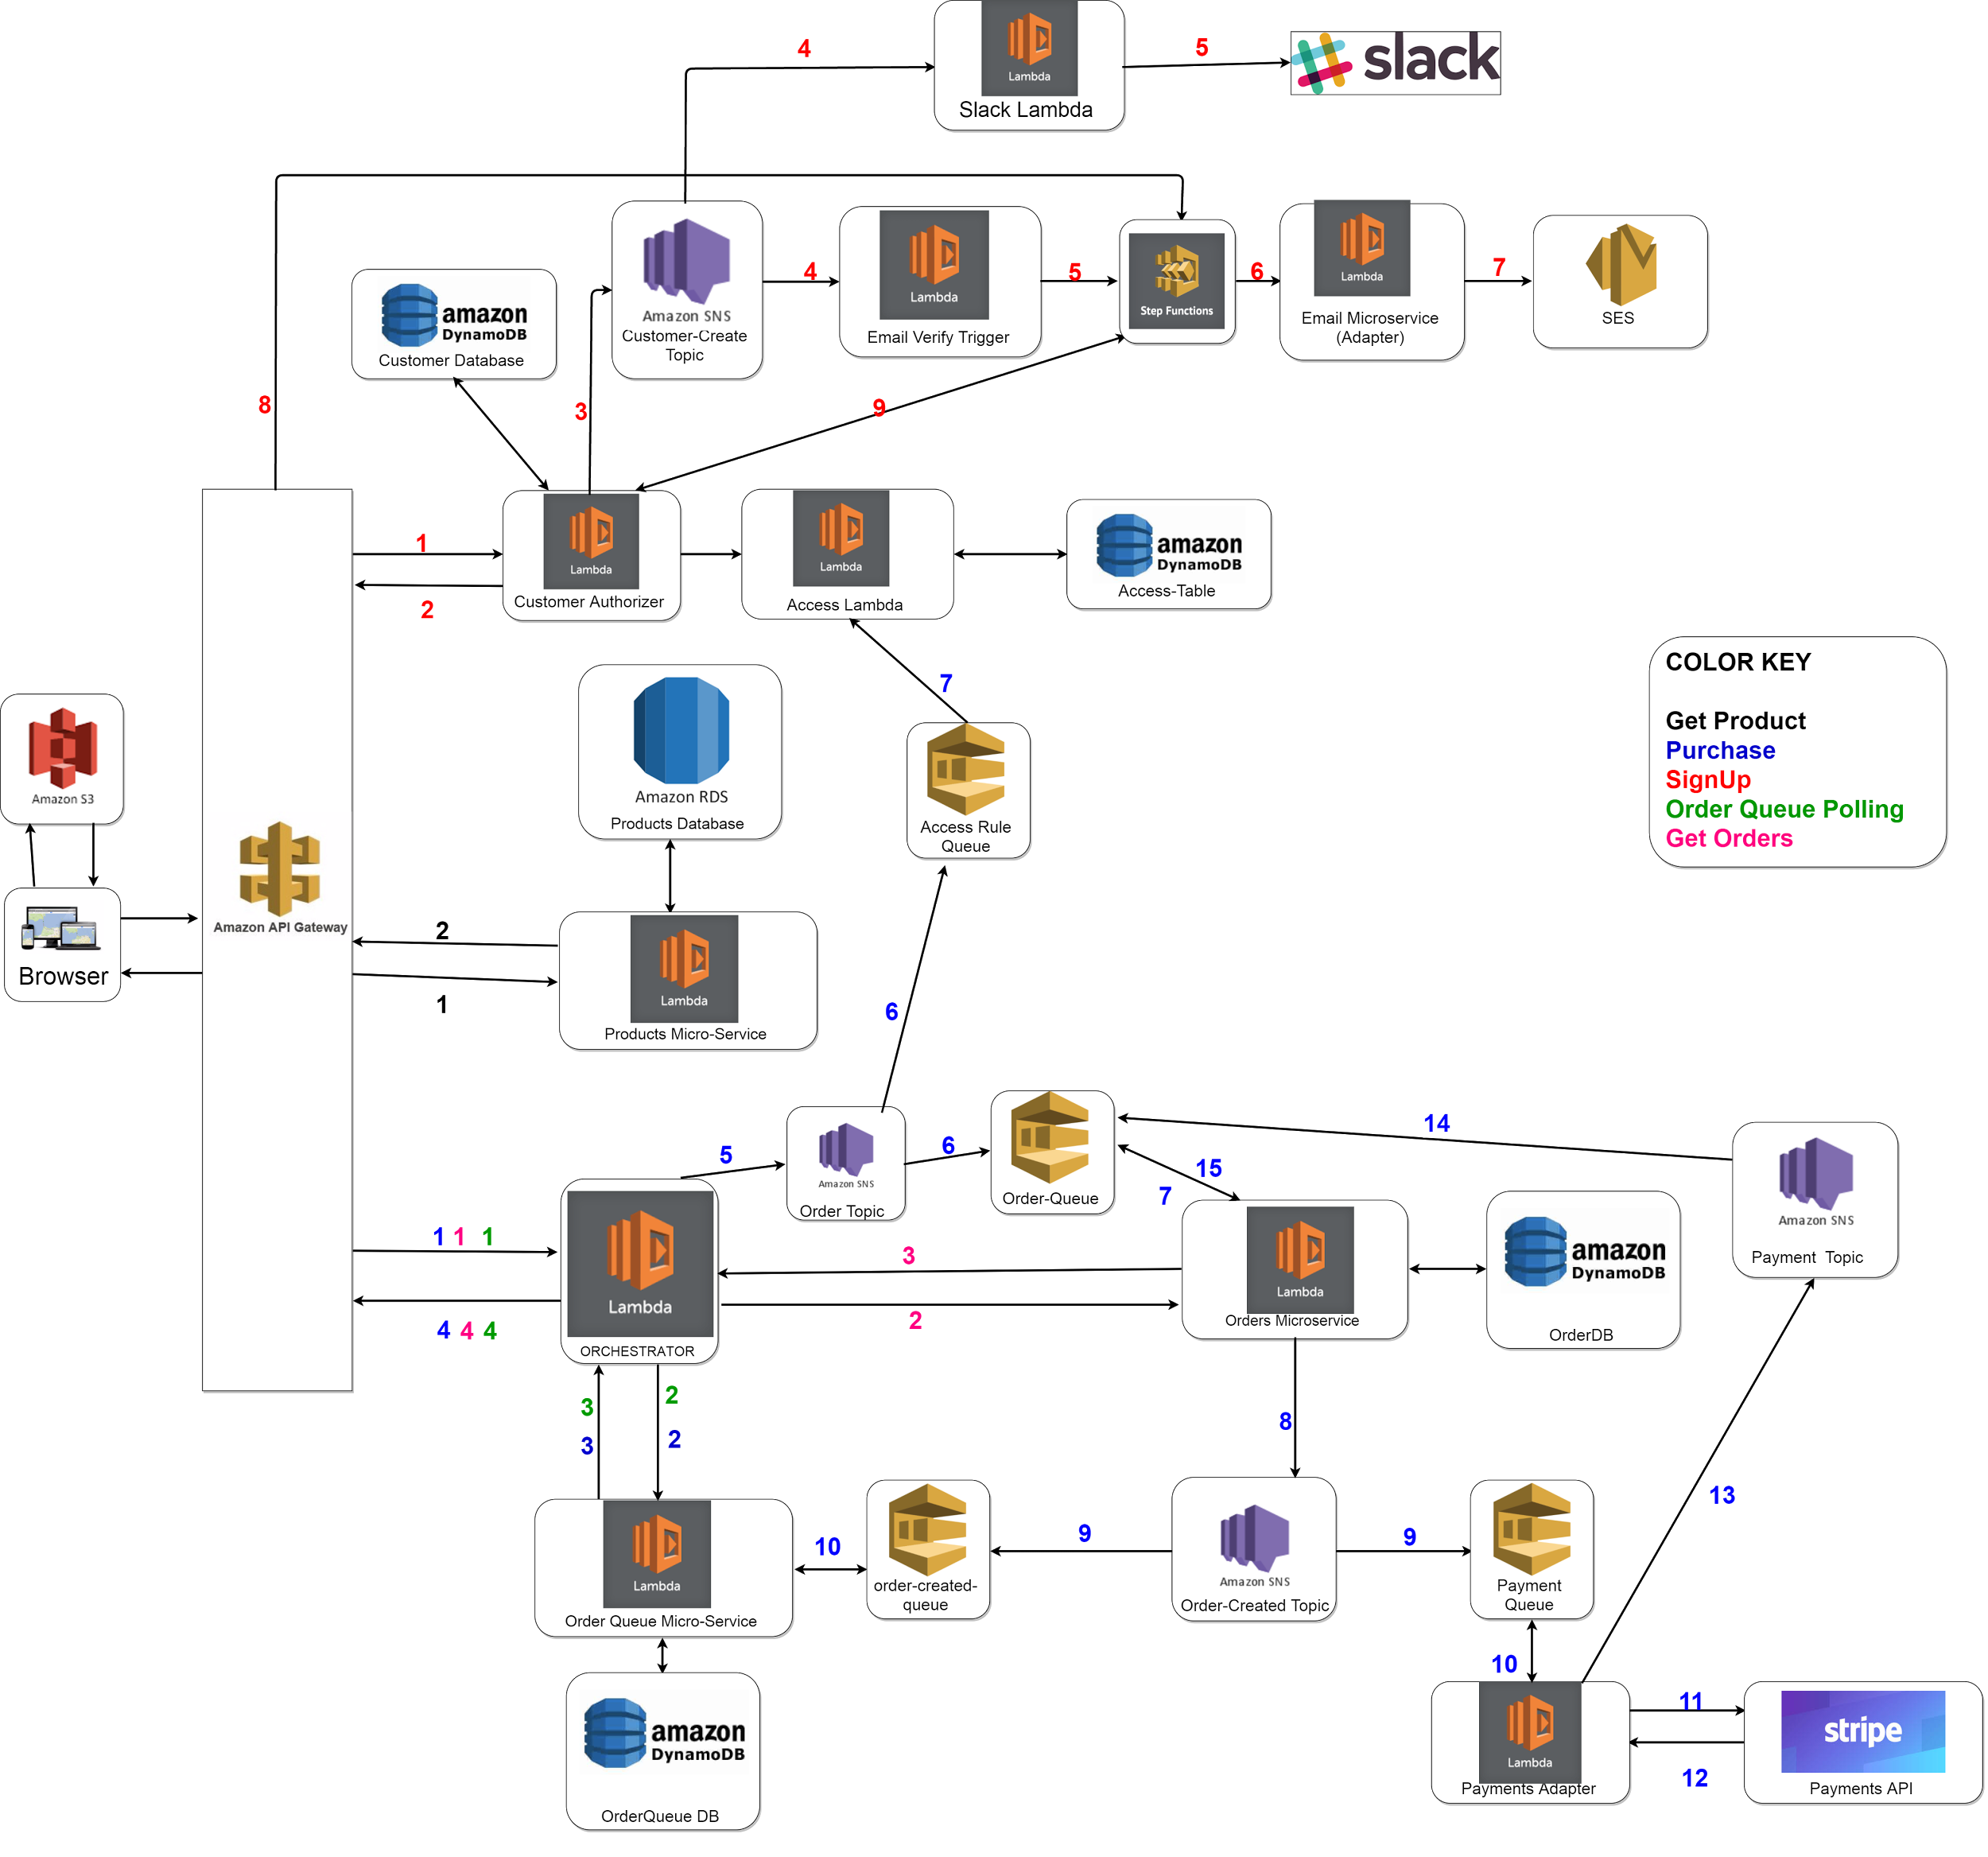 4
5
slack
Lambda
Slack Lambda
Amazon SNS
Customer-Create
Topic
4
Lambda
Email Verify Trigger
5
Step Functions
6
Lambda
Email Microservice
(Adapter)
7
SES
amazon
DynamoDB
Customer Database
8
3
9
1
2
Lambda
Customer Authorizer
Lambda
Access Lambda
amazon
DynamoDB
Access-Table
7
COLOR KEY
Get Product
Purchase
SignUp
Order Queue Polling
Get Orders
Amazon S3
Browser
Amazon API Gateway
Amazon RDS
Products Database
Access Rule
Queue
2
1
Lambda
Products Micro-Service
6
5
Amazon SNS
Order Topic
6
Order-Queue
14
15
7
Amazon SNS
Payment Topic
1 1 1
4 4 4
Lambda
ORCHESTRATOR
3
2
Lambda
Orders Microservice
amazon
DynamoDB
OrderDB
3
3
2
2
8
13
Lambda
Order Queue Micro-Service
10
order-created-
queue
9
Amazon SNS
Order-Created Topic
9
Payment
Queue
10
amazon
DynamoDB
OrderQueue DB
Lambda
Payments Adapter
11
12
stripe
Payments API